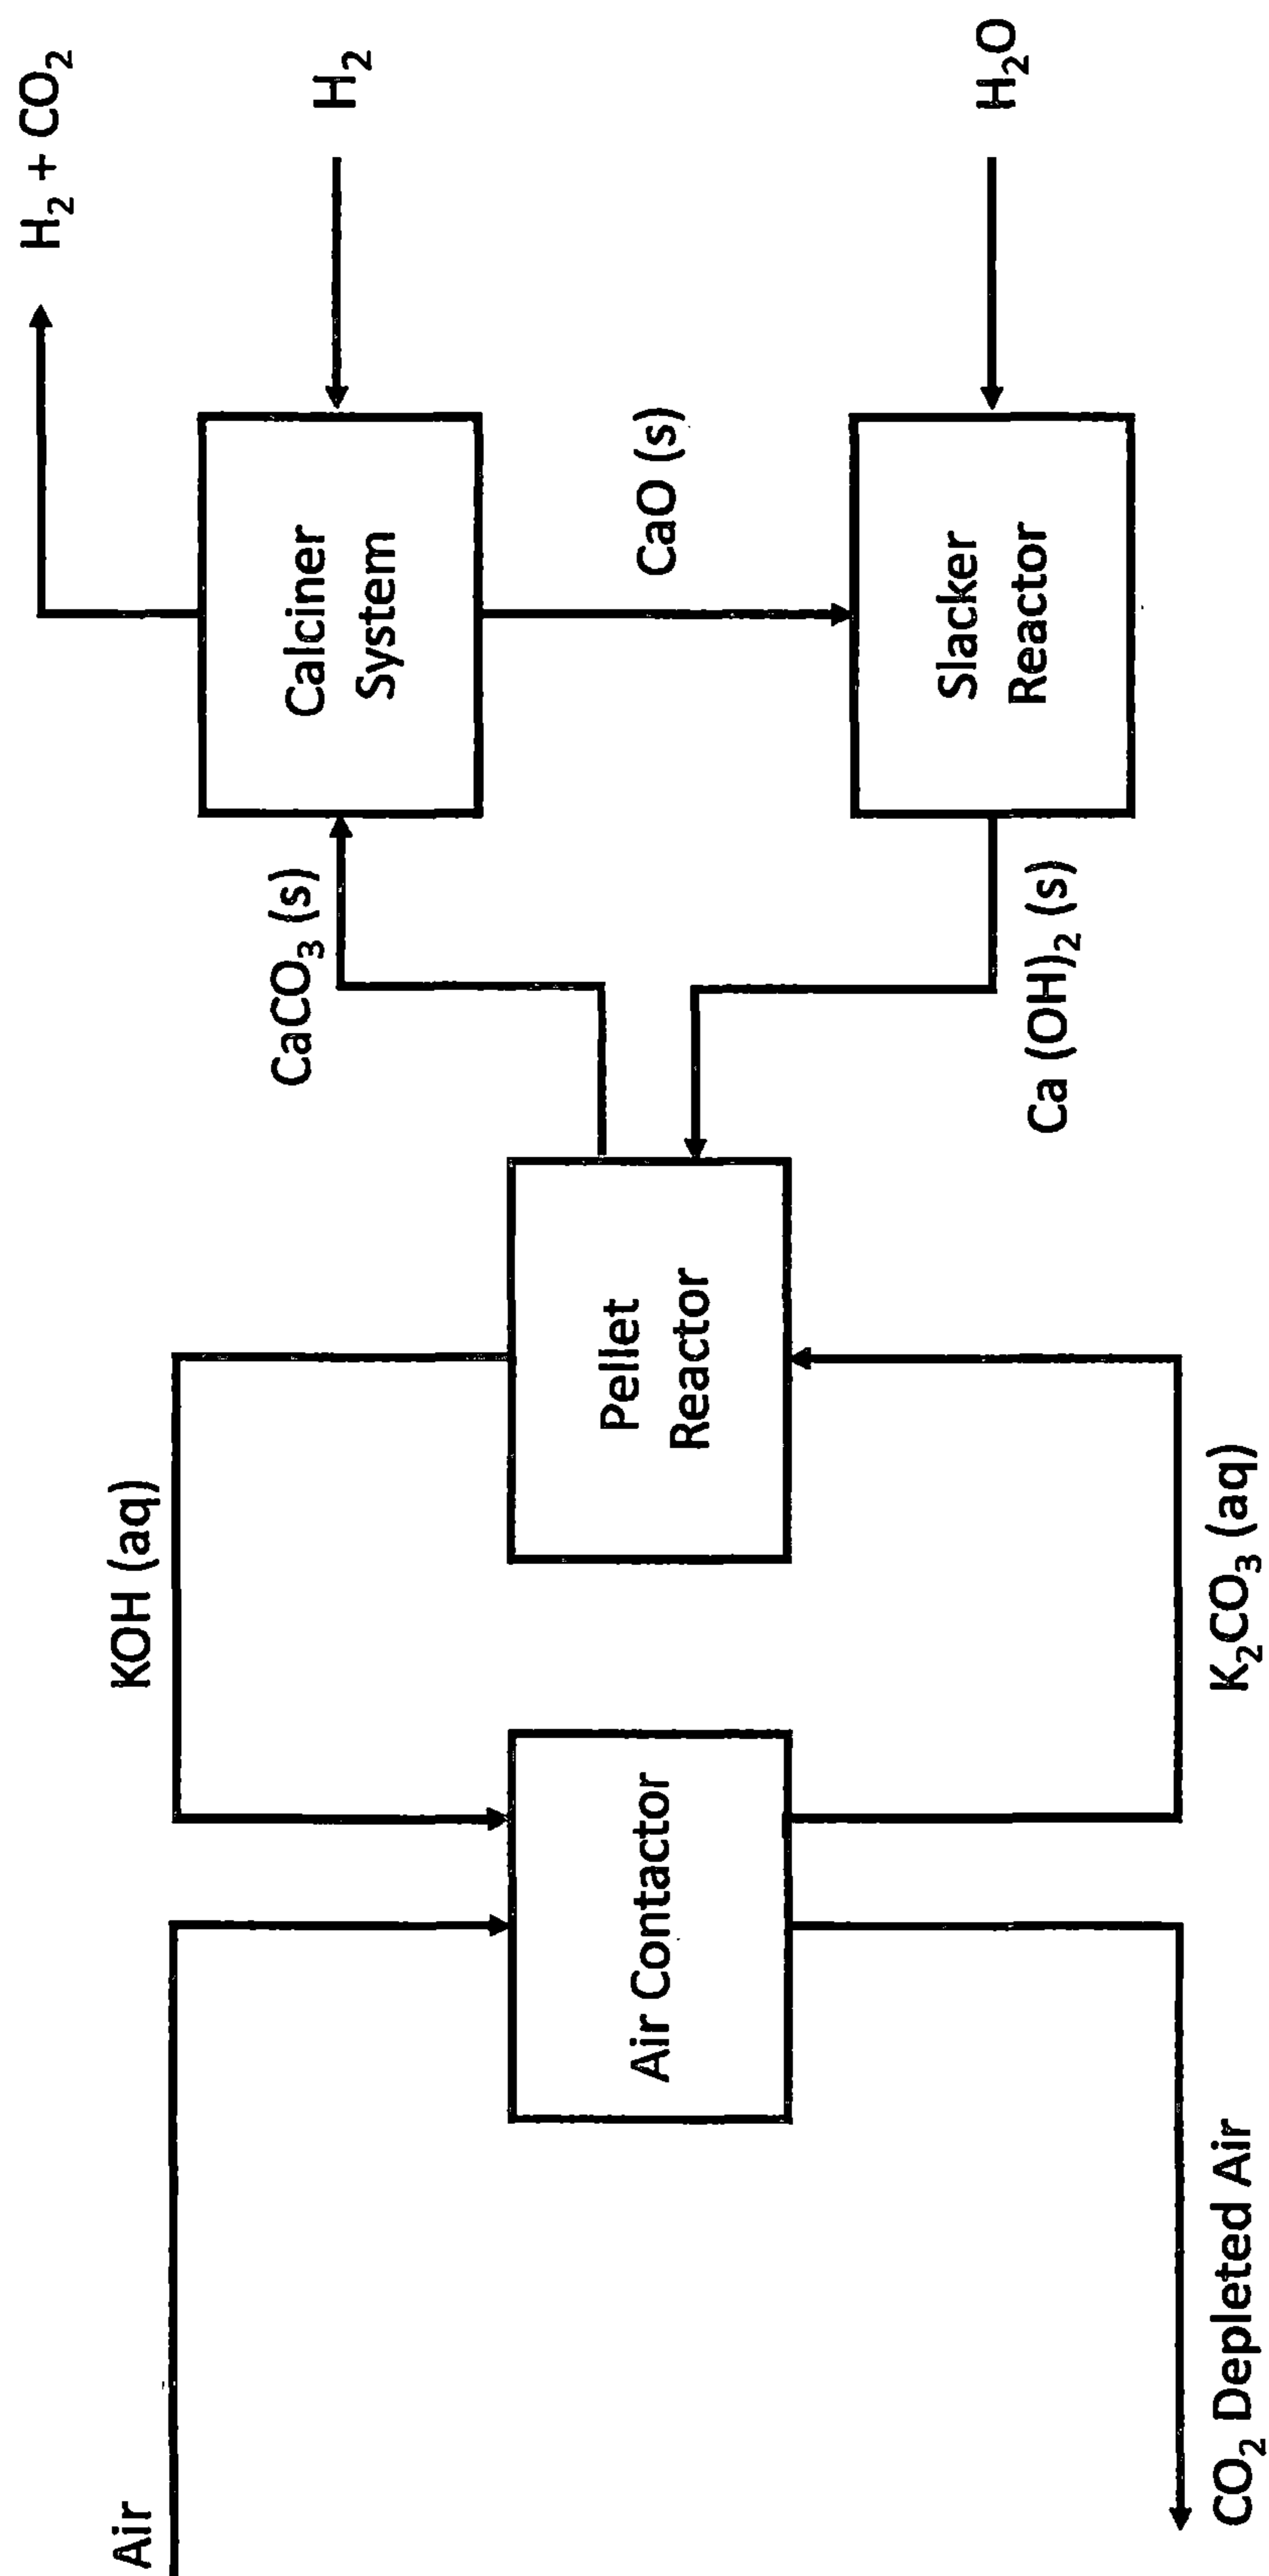 Air
CO₂ Depleted Air
Air Contactor
KOH (aq)
K₂CO₃ (aq)
Pellet
Reactor
CaCO₃ (s)
Ca (OH)₂ (s)
Calciner
System
CaO (s)
Slacker
Reactor
H₂ + CO₂
H₂
H₂O